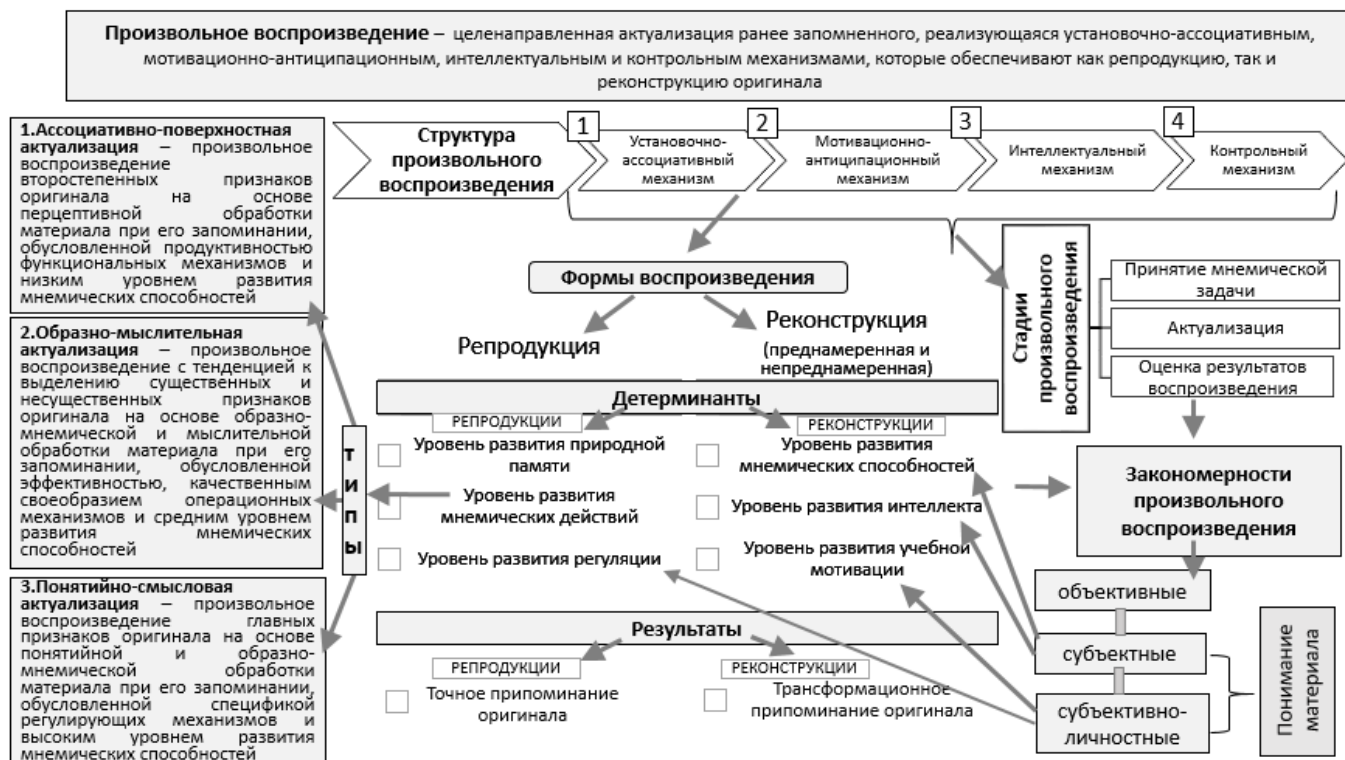 Произвольное воспроизведение – целенаправленная актуализация ранее запомненного, реализующаяся установочно-ассоциативным,
мотивационно-антиципационным, интеллектуальным и контрольным механизмами, которые обеспечивают как репродукцию, так и
реконструкцию оригинала
1.Ассоциативно-поверхностная
актуализация – произвольное
воспроизведение
второстепенных признаков
оригинала на основе
перцептивной обработки
материала при его запоминании,
обусловленной продуктивностью
функциональных механизмов и
низким уровнем развития
мнемических способностей
2.Образно-мыслительная
актуализация – произвольное
воспроизведение с тенденцией к
выделению существенных и
несущественных признаков
оригинала на основе образно-
мнемической и мыслительной
обработки материала при его
запоминании, обусловленной
эффективностью, качественным
своеобразием операционных
механизмов и средним уровнем
развития мнемических
способностей
3.Понятийно-смысловая
актуализация – произвольное
воспроизведение главных
признаков оригинала на основе
понятийной и образно-
мнемической обработки
материала при его запоминании,
обусловленной спецификой
регулирующих механизмов и
высоким уровнем развития
мнемических способностей
ТИПЫ
Структура
произвольного
воспроизведения
1
Установочно-
ассоциативный
механизм
2
Мотивационно-
антиципационный
механизм
3
Интеллектуальный
механизм
4
Контрольный
механизм
Формы воспроизведения
Репродукция
Реконструкция
(преднамеренная и
непреднамеренная)
Детерминанты
РЕПРОДУКЦИИ
Уровень развития природной
памяти
Уровень развития
мнемических действий
Уровень развития регуляции
РЕКОНСТРУКЦИИ
Уровень развития
мнемических способностей
Уровень развития интеллекта
Уровень развития учебной
мотивации
Результаты
РЕПРОДУКЦИИ
Точное припоминание
оригинала
РЕКОНСТРУКЦИИ
Трансформационное
припоминание оригинала
Стадии
произвольного
воспроизведения
Принятие мнемической
задачи
Актуализация
Оценка результатов
воспроизведения
Закономерности
произвольного
воспроизведения
объективные
субъектные
субъективно-
личностные
Понимание
материала